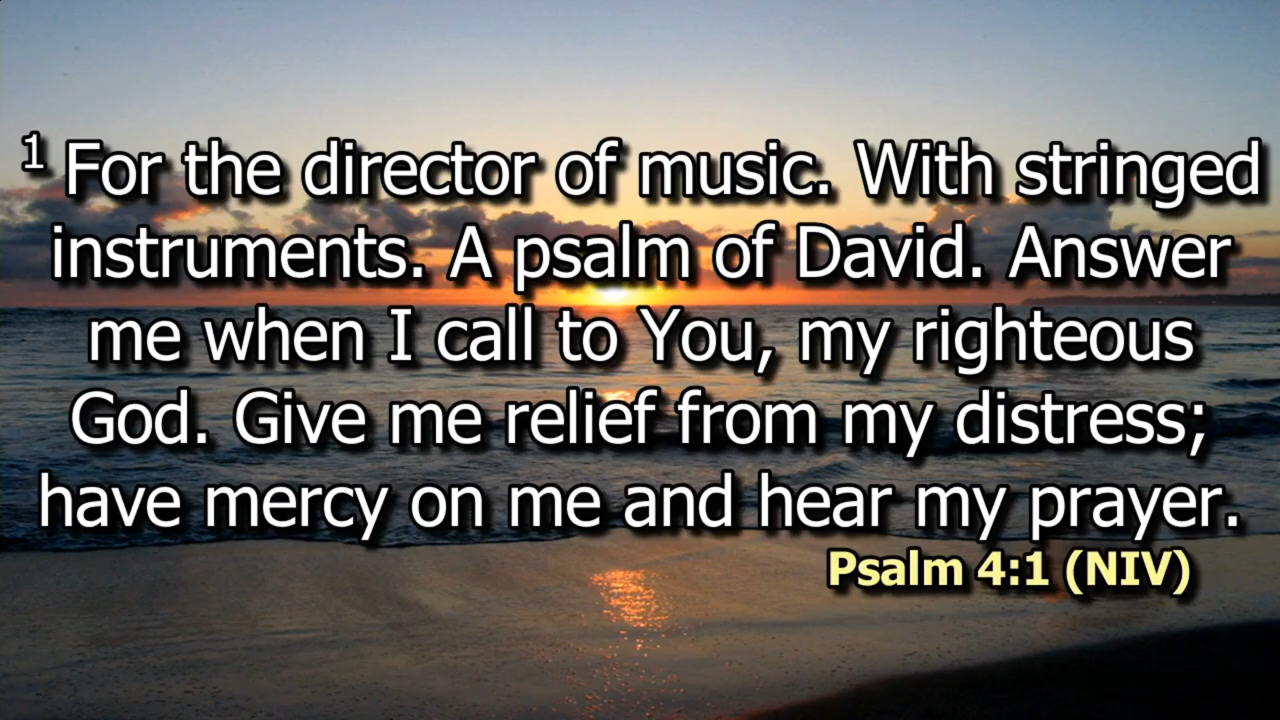 1 For the director of music. With stringed
instruments. A psalm of David. Answer
me when I call to You, my righteous
God. Give me relief from my distress;
have mercy on me and hear my prayer.
Psalm 4:1 (NIV)